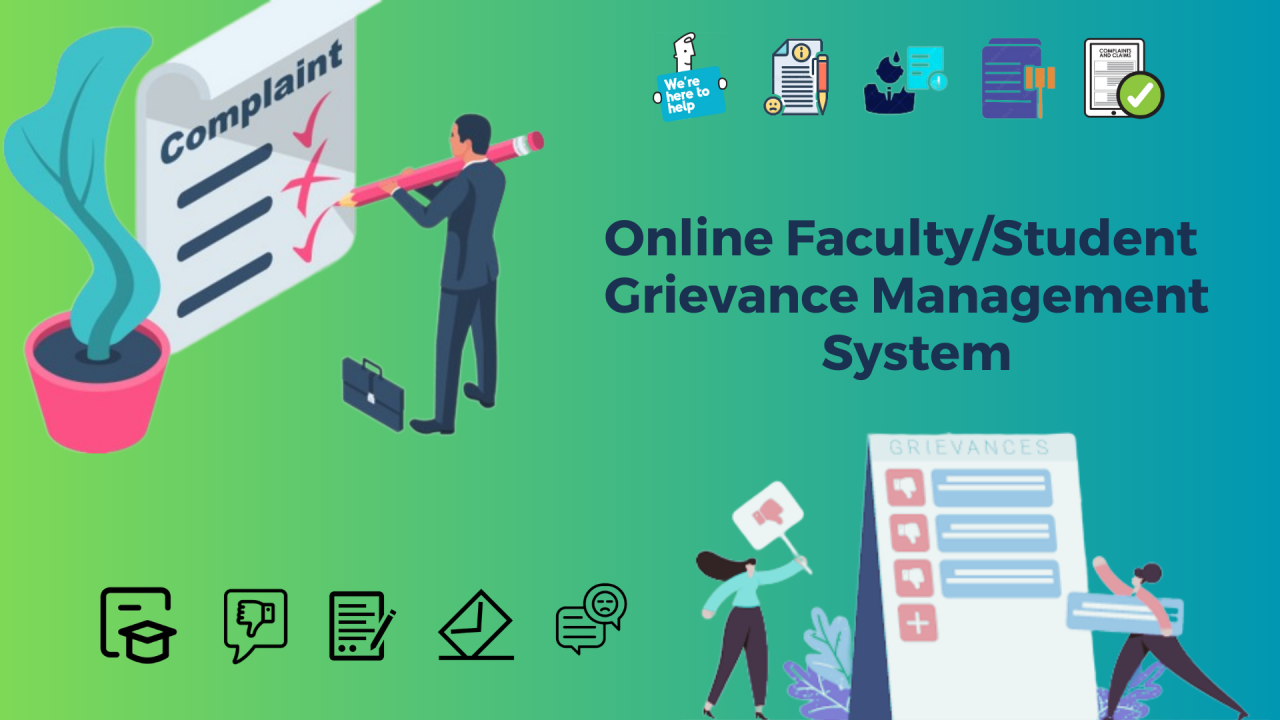 Complaint
We're
here to
help
COMPLAINTS
AND CLAIMS
Online Faculty/Student
Grievance Management
System
GRIEVANCES